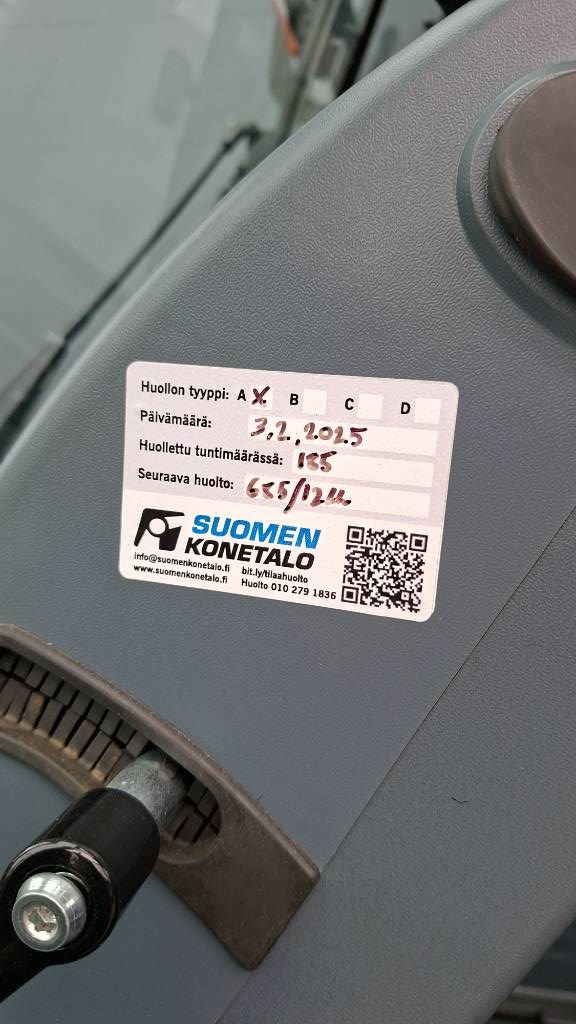 Huollon tyyppi: A X B C D
Päivämäärä: 3.2.2025
Huollettu tuntimäärässä: 185
Seuraava huolto: 685/12kk
SUOMEN
KONETALO
info@suomenkonetalo.fi bit.ly/tilaahuolto
www.suomenkonetalo.fi Huolto 010 279 1836